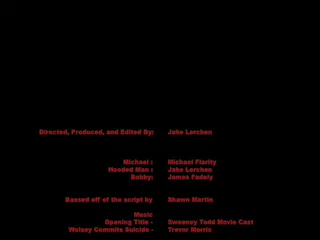 Directed, Produced, and Edited By: Jake Lerchen
Michael : Michael Flarity
Hooded Man : Jake Lerchen
Bobby: James Fadely
Bassed off of the script by Shawn Martin
Music
Opening Title - Sweeney Todd Movie Cast
Wolsey Commits Suicide - Trevor Morris